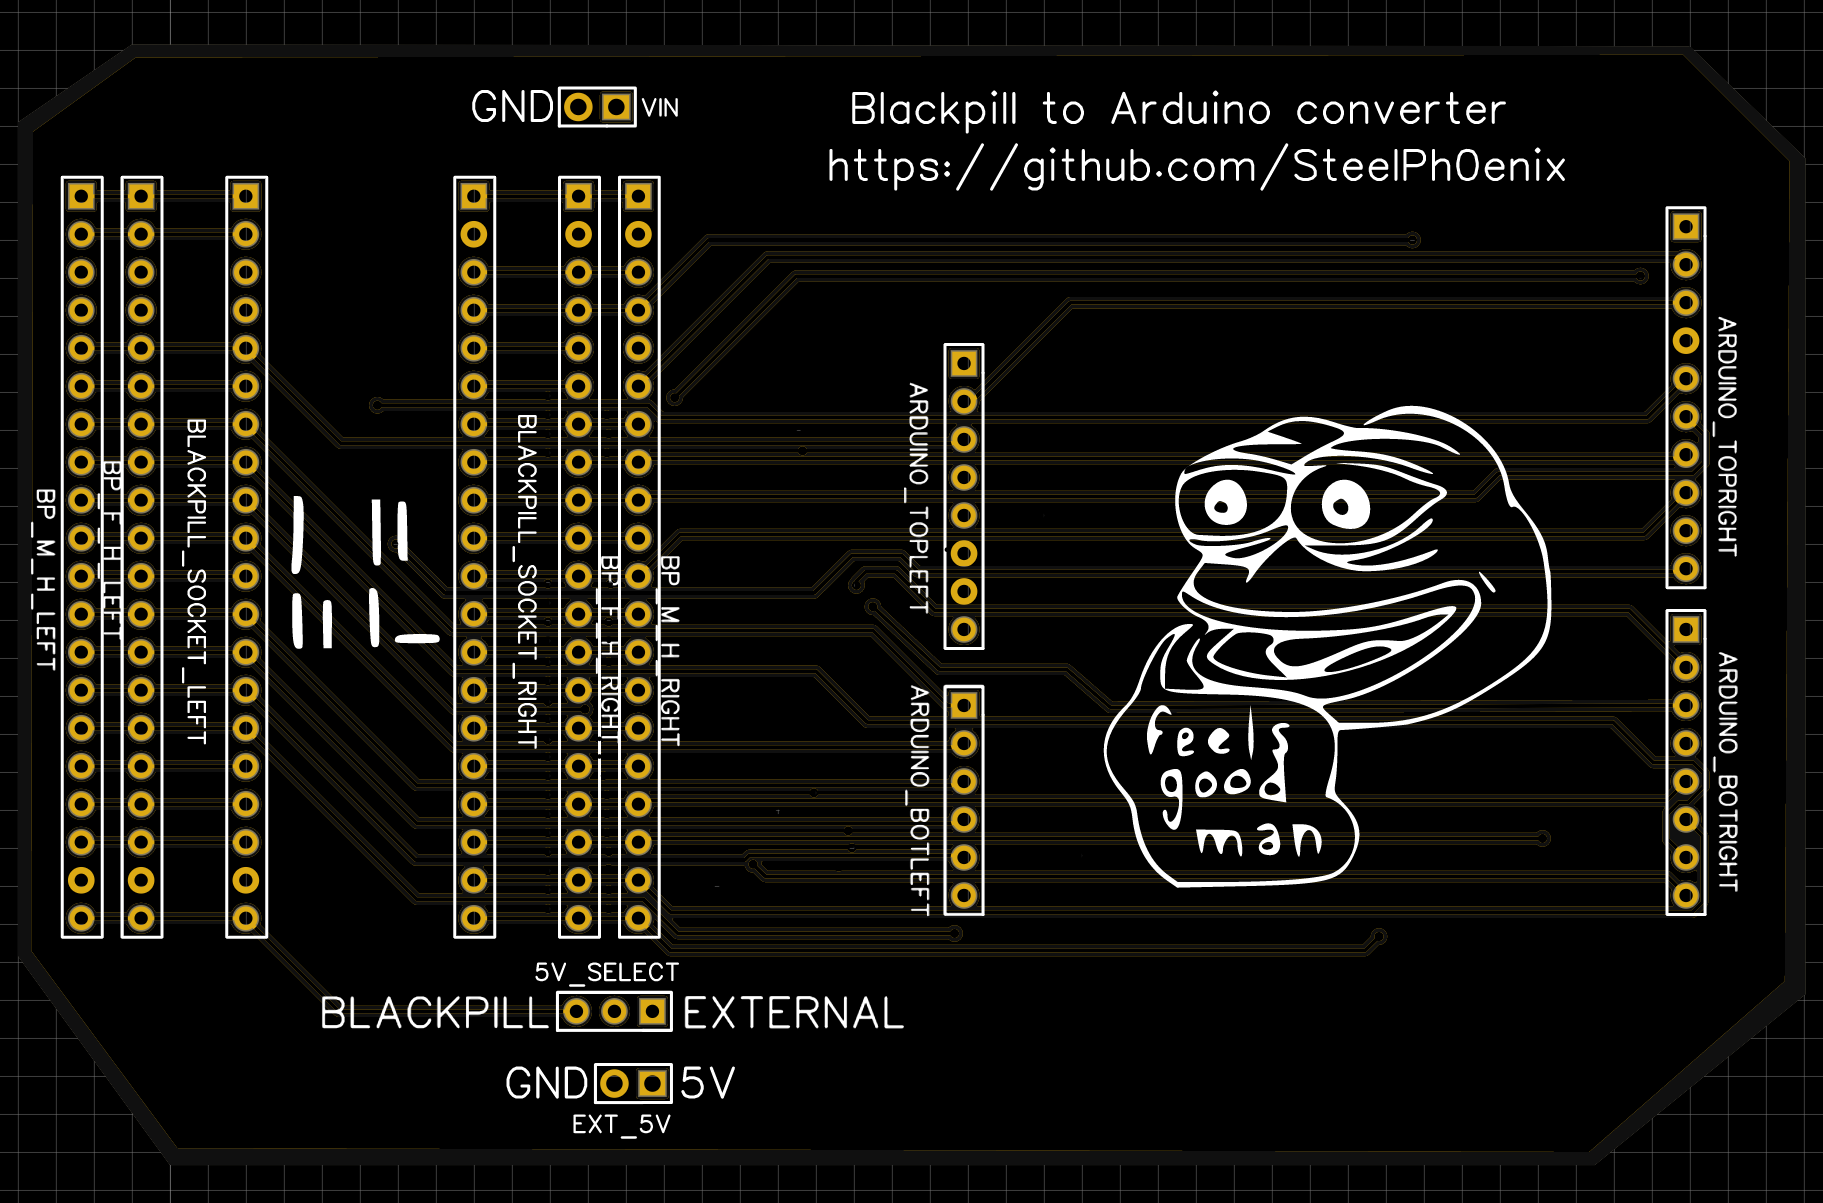 GND VIN
Blackpill to Arduino converter
https://github.com/SteelPh0enix
BP_M_H_LEFT
BP_F_H_LEFT
BLACKPILL_SOCKET_LEFT
BLACKPILL_SOCKET_RIGHT
BP_F_H_RIGHT
BP_M_H_RIGHT
ARDUINO_TOPLEFT
ARDUINO_BOTLEFT
ARDUINO_TOPRIGHT
ARDUINO_BOTRIGHT
feels
good
man
5V_SELECT
BLACKPILL EXTERNAL
GND 5V
EXT_5V